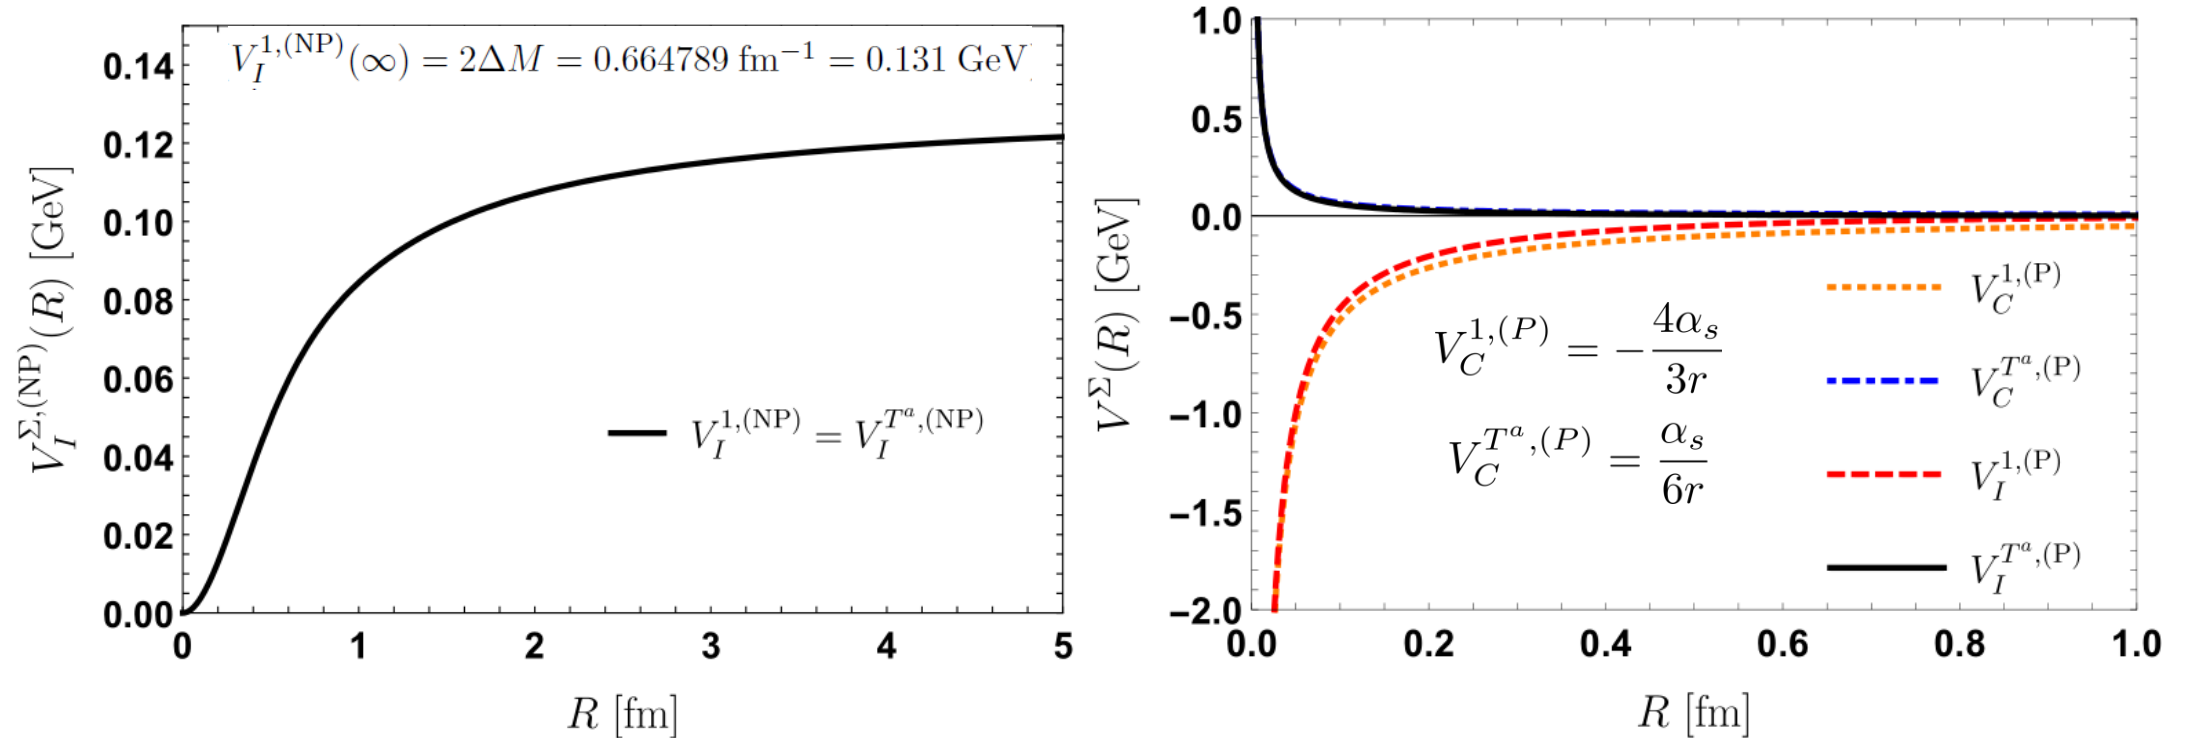 V_I^{1,(NP)}(∞) = 2ΔM = 0.664789 fm⁻¹ = 0.131 GeV
0.14
0.12
0.10
0.08
0.06
0.04
0.02
0.00
V_I^{Σ,(NP)}(R) [GeV]
V_I^{1,(NP)} = V_I^{T^a,(NP)}
0 1 2 3 4 5
R [fm]
1.0
0.5
0.0
−0.5
−1.0
−1.5
−2.0
V^Σ(R) [GeV]
V_C^{1,(P)} = −\frac{4α_s}{3r}
V_C^{T^a,(P)} = \frac{α_s}{6r}
V_C^{1,(P)}
V_C^{T^a,(P)}
V_I^{1,(P)}
V_I^{T^a,(P)}
0.0 0.2 0.4 0.6 0.8 1.0
R [fm]